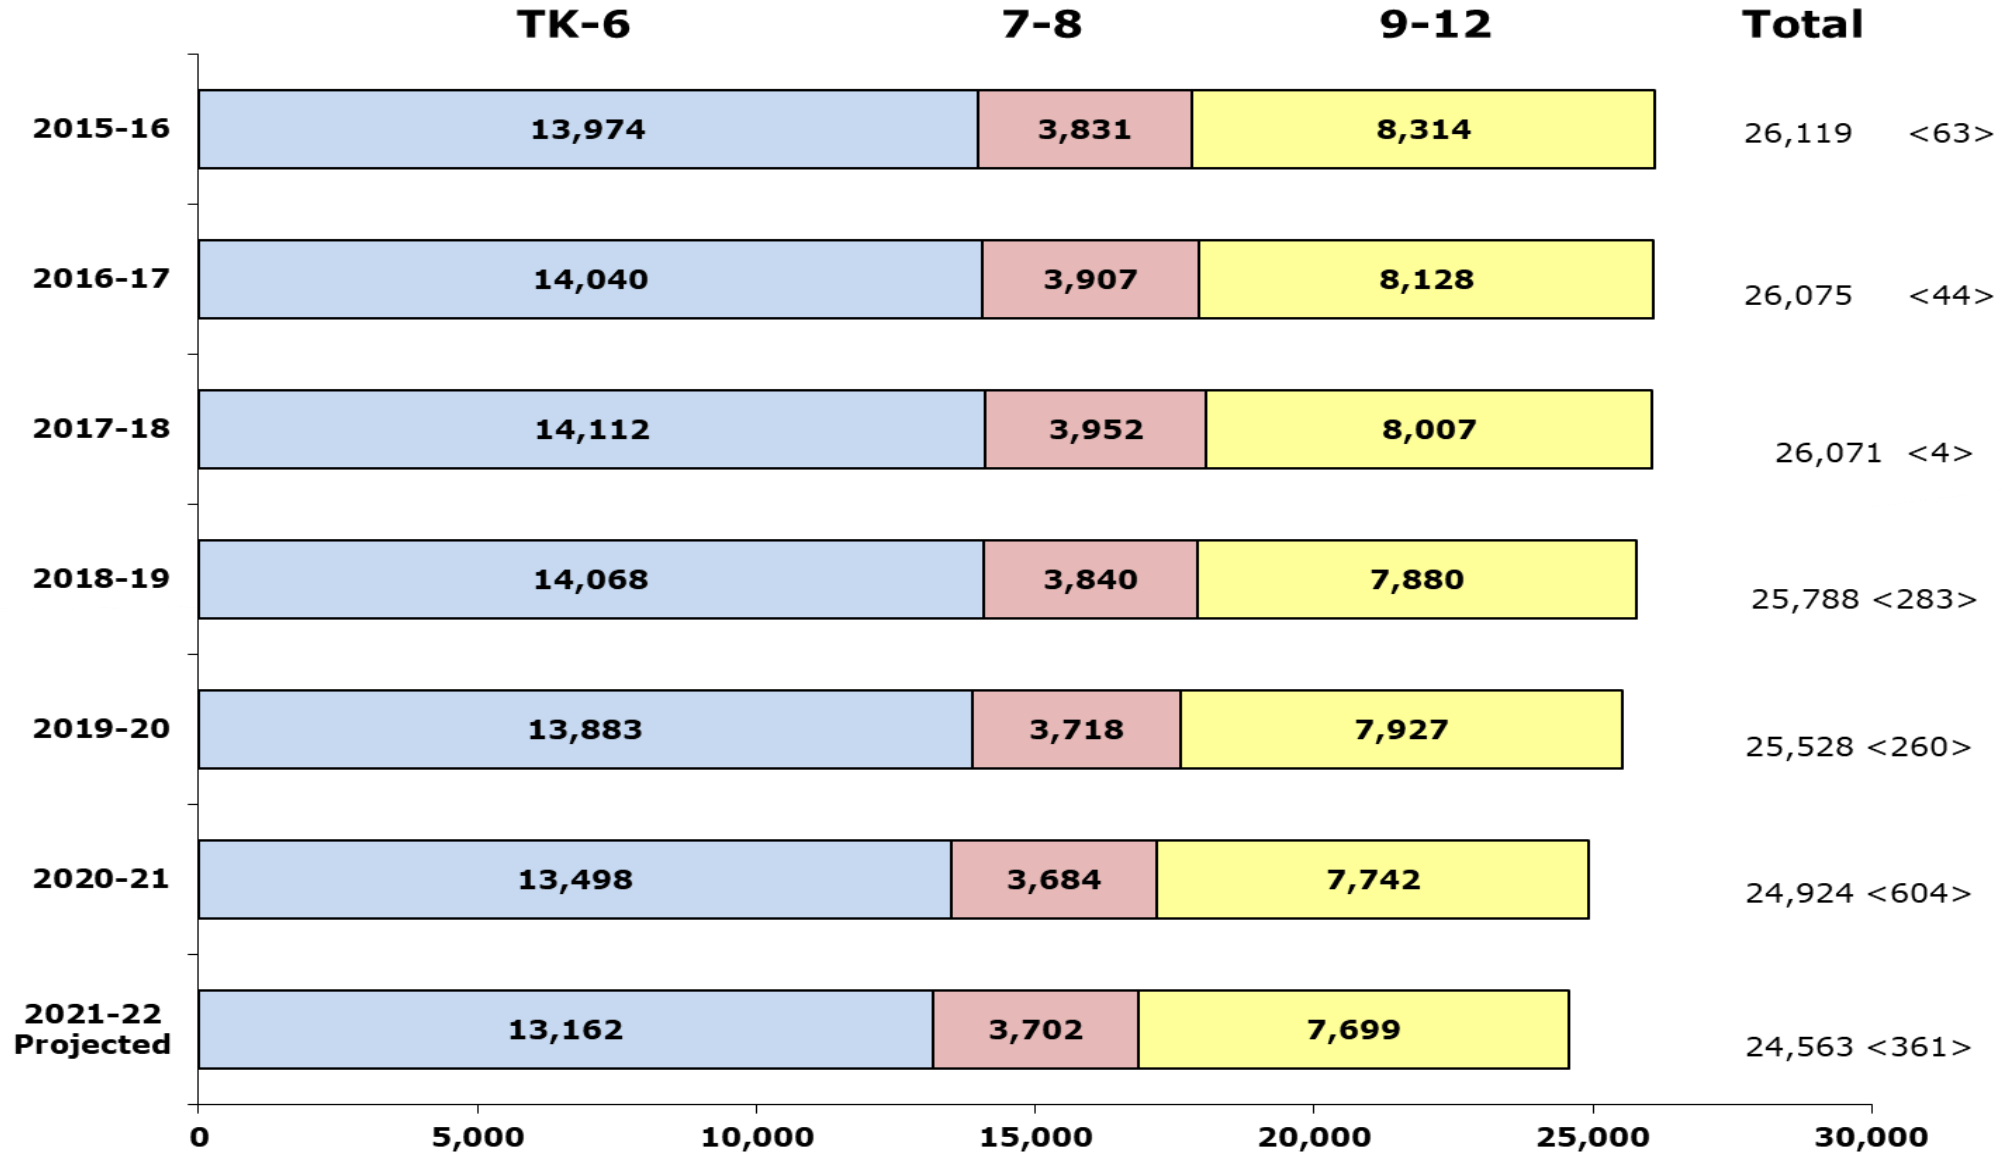 TK-6 7-8 9-12 Total
2015-16 13,974 3,831 8,314 26,119 <63>
2016-17 14,040 3,907 8,128 26,075 <44>
2017-18 14,112 3,952 8,007 26,071 <4>
2018-19 14,068 3,840 7,880 25,788 <283>
2019-20 13,883 3,718 7,927 25,528 <260>
2020-21 13,498 3,684 7,742 24,924 <604>
2021-22
Projected 13,162 3,702 7,699 24,563 <361>
0 5,000 10,000 15,000 20,000 25,000 30,000